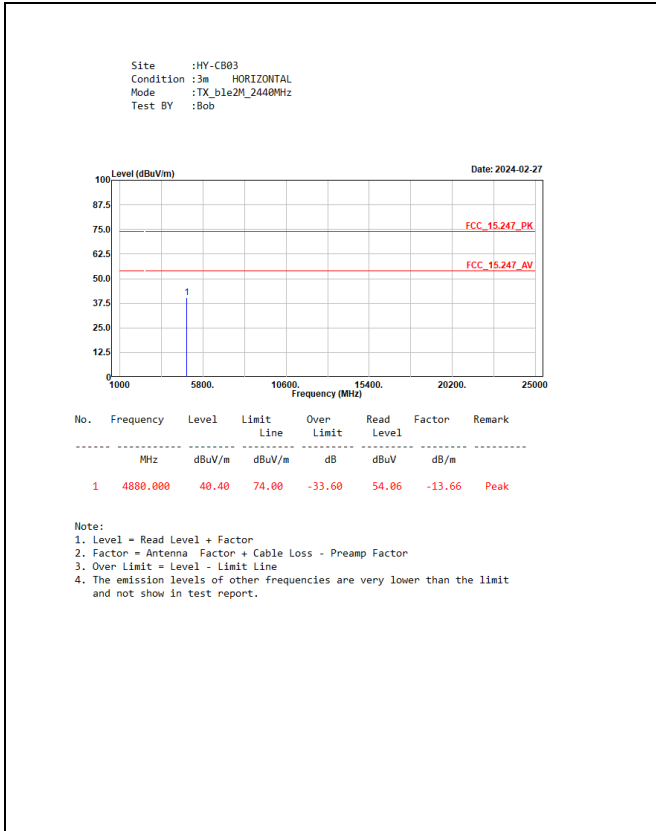 Site      :HY-CB03
Condition :3m    HORIZONTAL
Mode      :TX_ble2M_2440MHz
Test BY   :Bob
Level (dBuV/m)
Date: 2024-02-27
100
87.5
75.0
62.5
50.0
37.5
25.0
12.5
0
FCC_15.247_PK
FCC_15.247_AV
1
1000 5800. 10600. 15400. 20200. 25000
Frequency (MHz)
No. Frequency Level Limit Over Read Factor Remark
Line Limit Level
------ ----------- -------- -------- --------- -------- -------- ---------
MHz dBuV/m dBuV/m dB dBuV dB/m
1 4880.000 40.40 74.00 -33.60 54.06 -13.66 Peak
Note:
1. Level = Read Level + Factor
2. Factor = Antenna  Factor + Cable Loss - Preamp Factor
3. Over Limit = Level - Limit Line
4. The emission levels of other frequencies are very lower than the limit
and not show in test report.